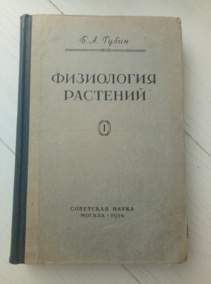 Б. А. Рубин
ФИЗИОЛОГИЯ
РАСТЕНИЙ
I
СОВЕТСКАЯ НАУКА
МОСКВА •